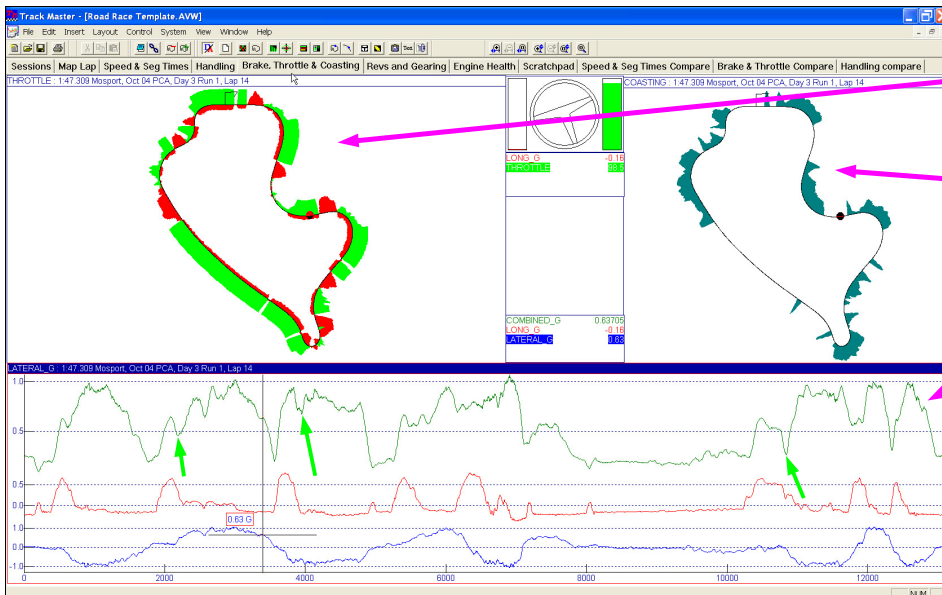 Track Master - [Road Race Template.AVW]
File Edit Insert Layout Control System View Window Help
Sessions Map Lap Speed & Seg Times Handling Brake, Throttle & Coasting Revs and Gearing Engine Health Scratchpad Speed & Seg Times Compare Brake & Throttle Compare Handling compare
THROTTLE : 1:47.309 Mosport, Oct 04 PCA, Day 3 Run 1, Lap 14
COASTING : 1:47.309 Mosport, Oct 04 PCA, Day 3 Run 1, Lap 14
LONG_G -0.16
THROTTLE
COMBINED_G 0.63705
LONG_G -0.16
LATERAL_G 0.63
LATERAL_G : 1:47.309 Mosport, Oct 04 PCA, Day 3 Run 1, Lap 14
1.0
0.5
0.5
0.0
0.63 G
1.0
0.0
-1.0
0 2000 4000 6000 8000 10000 12000
NUM